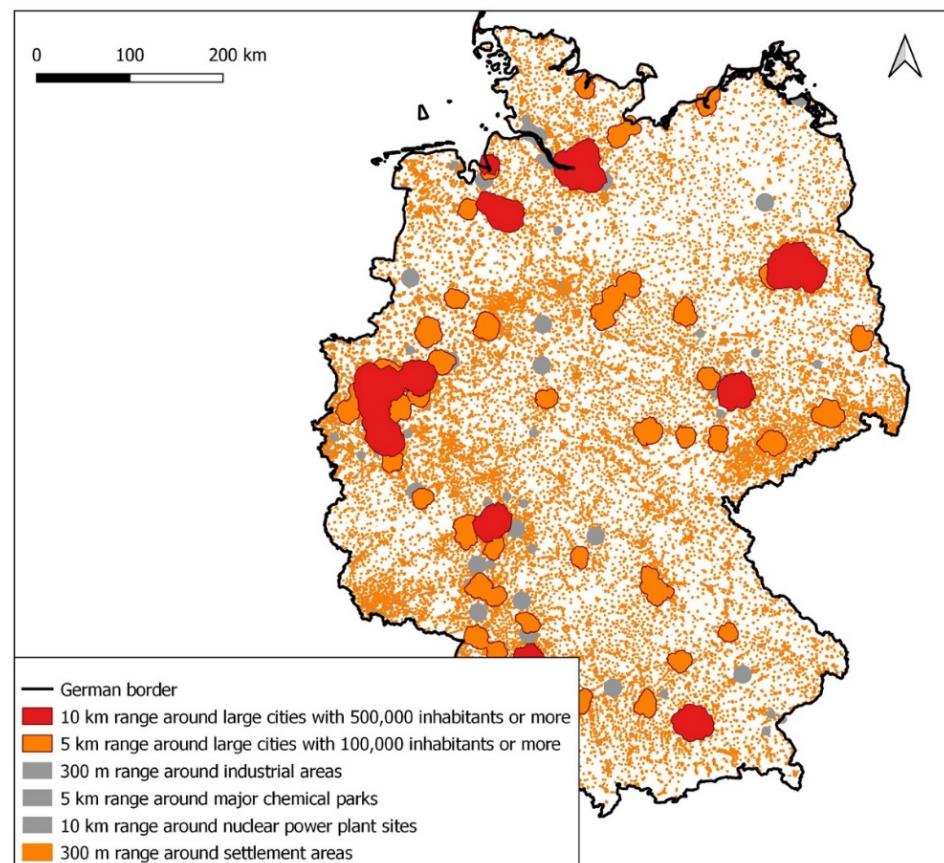 0 100 200 km
German border
10 km range around large cities with 500,000 inhabitants or more
5 km range around large cities with 100,000 inhabitants or more
300 m range around industrial areas
5 km range around major chemical parks
10 km range around nuclear power plant sites
300 m range around settlement areas